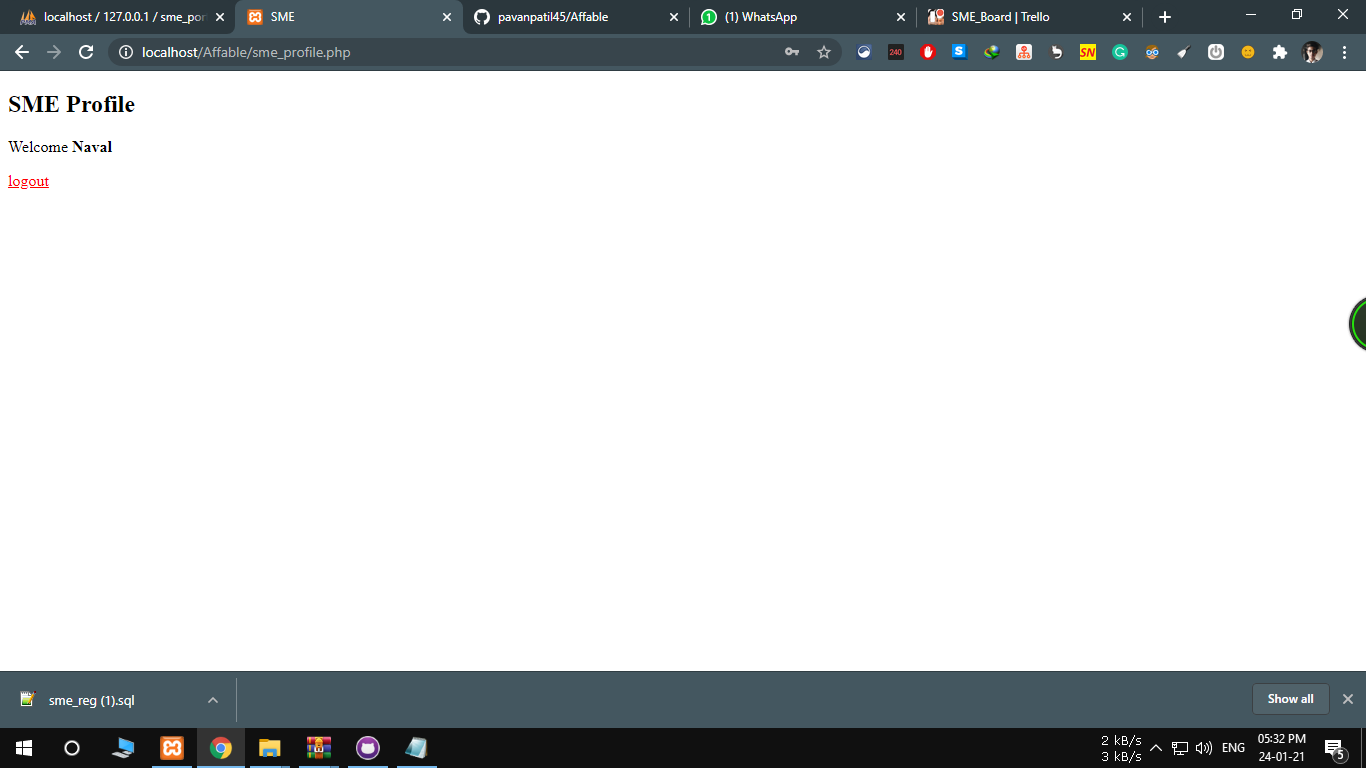 localhost / 127.0.0.1 / sme_por
SME
pavanpatil45/Affable
(1) WhatsApp
SME_Board | Trello
localhost/Affable/sme_profile.php
240
S
SN
G
SME Profile
Welcome Naval
logout
sme_reg (1).sql
Show all
2 kB/s
3 kB/s
ENG
05:32 PM
24-01-21
5